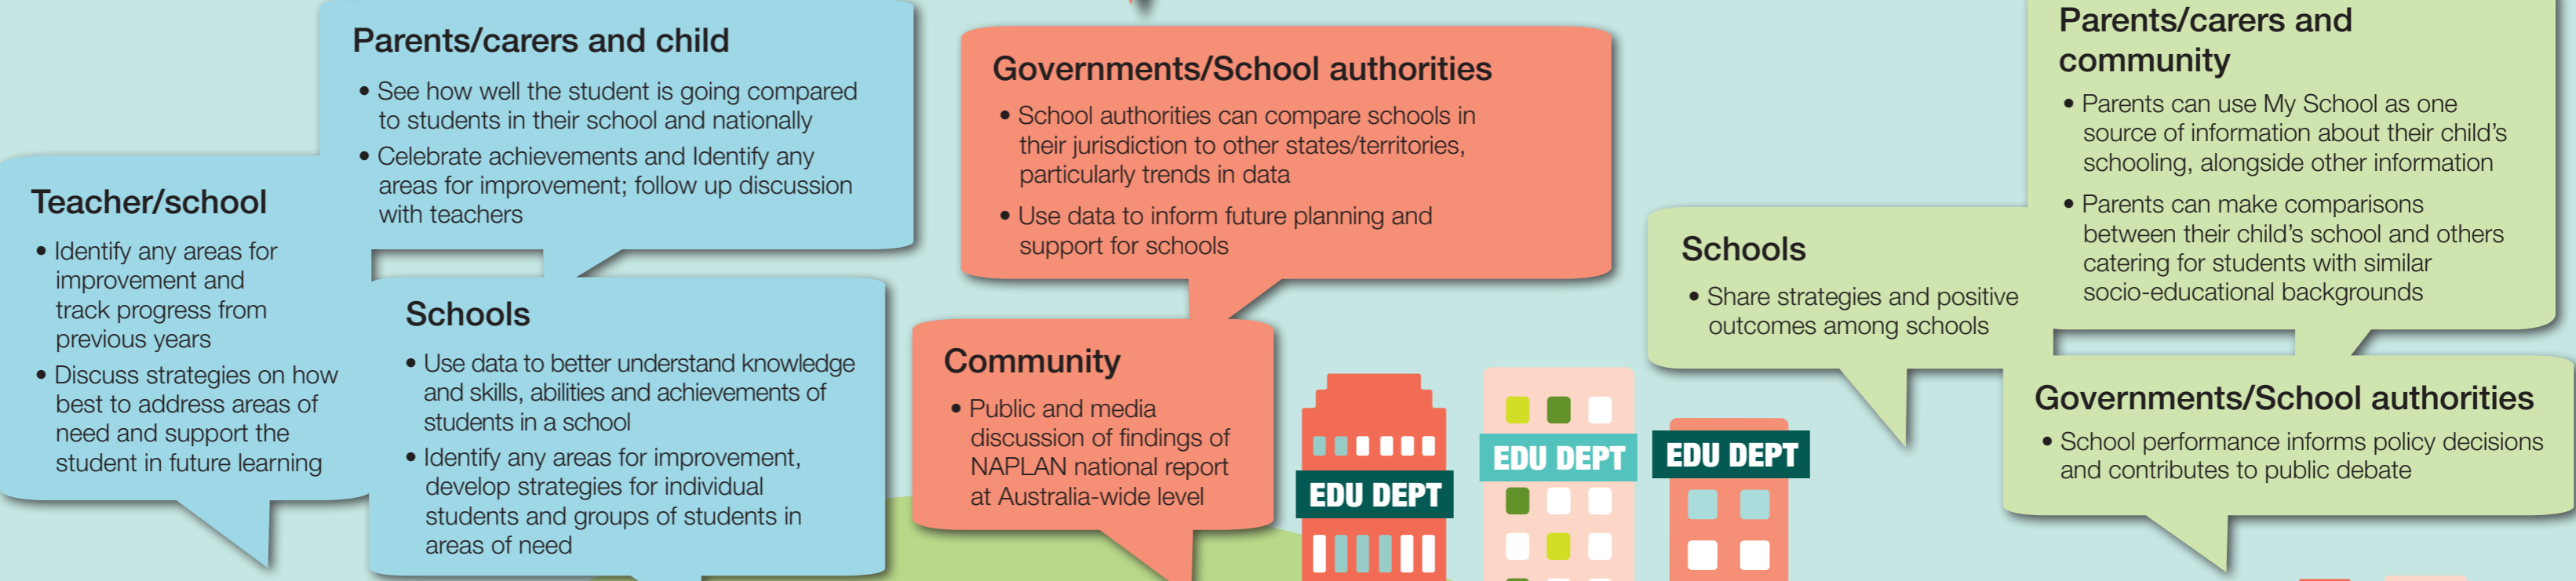 Parents/carers and child
• See how well the student is going compared
to students in their school and nationally
• Celebrate achievements and Identify any
areas for improvement; follow up discussion
with teachers
Teacher/school
• Identify any areas for
improvement and
track progress from
previous years
• Discuss strategies on how
best to address areas of
need and support the
student in future learning
Schools
• Use data to better understand knowledge
and skills, abilities and achievements of
students in a school
• Identify any areas for improvement,
develop strategies for individual
students and groups of students in
areas of need
Governments/School authorities
• School authorities can compare schools in
their jurisdiction to other states/territories,
particularly trends in data
• Use data to inform future planning and
support for schools
Community
• Public and media
discussion of findings of
NAPLAN national report
at Australia-wide level
EDU DEPT
EDU DEPT
EDU DEPT
Parents/carers and
community
• Parents can use My School as one
source of information about their child’s
schooling, alongside other information
• Parents can make comparisons
between their child’s school and others
catering for students with similar
socio-educational backgrounds
Schools
• Share strategies and positive
outcomes among schools
Governments/School authorities
• School performance informs policy decisions
and contributes to public debate